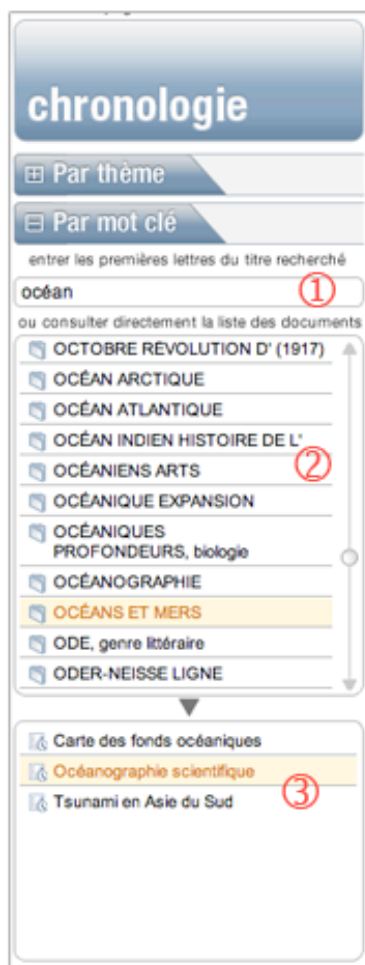 chronologie
Par thème
Par mot clé
entrer les premières lettres du titre recherché
océan
①
ou consulter directement la liste des documents
OCTOBRE RÉVOLUTION D' (1917)
OCÉAN ARCTIQUE
OCÉAN ATLANTIQUE
OCÉAN INDIEN HISTOIRE DE L'
②
OCÉANIENS ARTS
OCÉANIQUE EXPANSION
OCÉANIQUES
PROFONDEURS, biologie
OCÉANOGRAPHIE
OCÉANS ET MERS
ODE, genre littéraire
ODER-NEISSE LIGNE
Carte des fonds océaniques
Océanographie scientifique
③
Tsunami en Asie du Sud